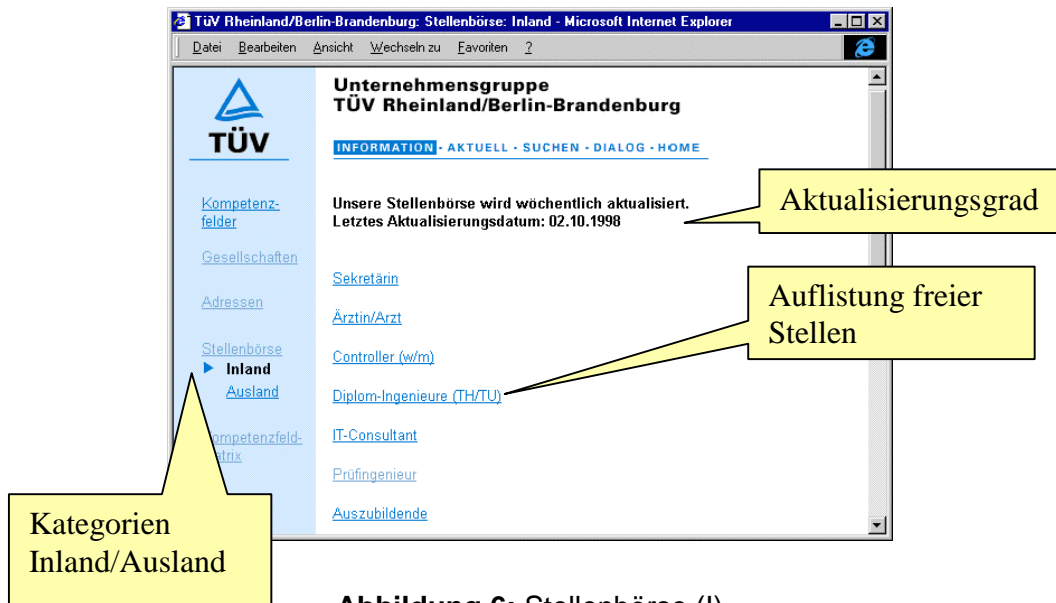 TüV Rheinland/Berlin-Brandenburg: Stellenbörse: Inland - Microsoft Internet Explorer
Datei Bearbeiten Ansicht Wechseln zu Favoriten ?
TÜV
Unternehmensgruppe
TÜV Rheinland/Berlin-Brandenburg
INFORMATION - AKTUELL - SUCHEN - DIALOG - HOME
Kompetenz-
felder
Gesellschaften
Adressen
Stellenbörse
Inland
Ausland
Unsere Stellenbörse wird wöchentlich aktualisiert.
Letztes Aktualisierungsdatum: 02.10.1998
Sekretärin
Ärztin/Arzt
Controller (w/m)
Diplom-Ingenieure (TH/TU)
IT-Consultant
Prüfingenieur
Auszubildende
Aktualisierungsgrad
Auflistung freier
Stellen
Kategorien
Inland/Ausland
Abbildung 6: Stellenbörse (I)